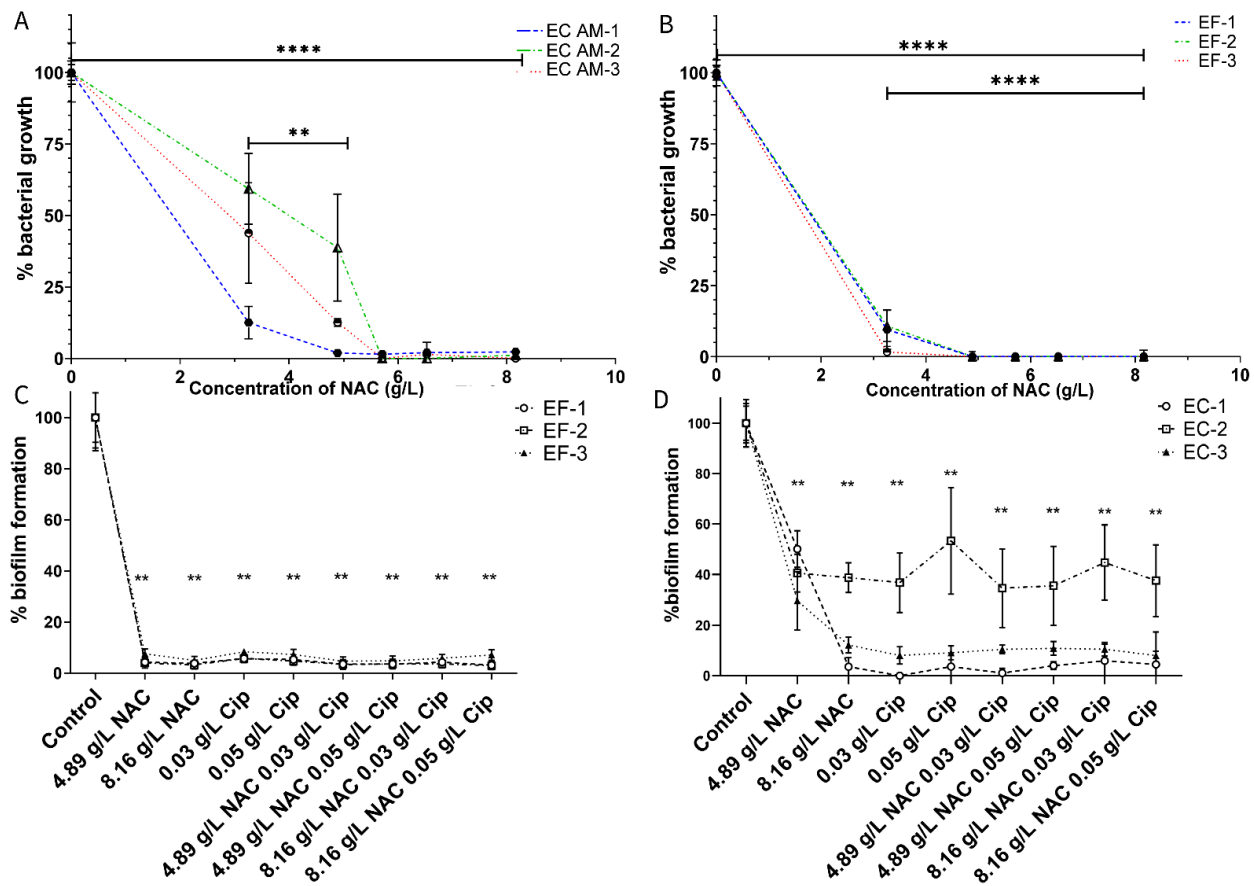 A
EC AM-1
EC AM-2
EC AM-3
****
**
% bacterial growth
100
75
50
25
0
0 2 4 6 8 10
Concentration of NAC (g/L)
B
EF-1
EF-2
EF-3
****
****
% bacterial growth
100
75
50
25
0
0 2 4 6 8 10
Concentration of NAC (g/L)
C
EF-1
EF-2
EF-3
% biofilm formation
100
80
60
40
20
0
** ** ** ** ** ** ** **
Control
4.89 g/L NAC
8.16 g/L NAC
0.03 g/L Cip
0.05 g/L Cip
4.89 g/L NAC 0.03 g/L Cip
4.89 g/L NAC 0.05 g/L Cip
8.16 g/L NAC 0.03 g/L Cip
8.16 g/L NAC 0.05 g/L Cip
D
EC-1
EC-2
EC-3
%biofilm formation
100
80
60
40
20
0
** ** ** ** ** ** ** **
Control
4.89 g/L NAC
8.16 g/L NAC
0.03 g/L Cip
0.05 g/L Cip
4.89 g/L NAC 0.03 g/L Cip
4.89 g/L NAC 0.05 g/L Cip
8.16 g/L NAC 0.03 g/L Cip
8.16 g/L NAC 0.05 g/L Cip